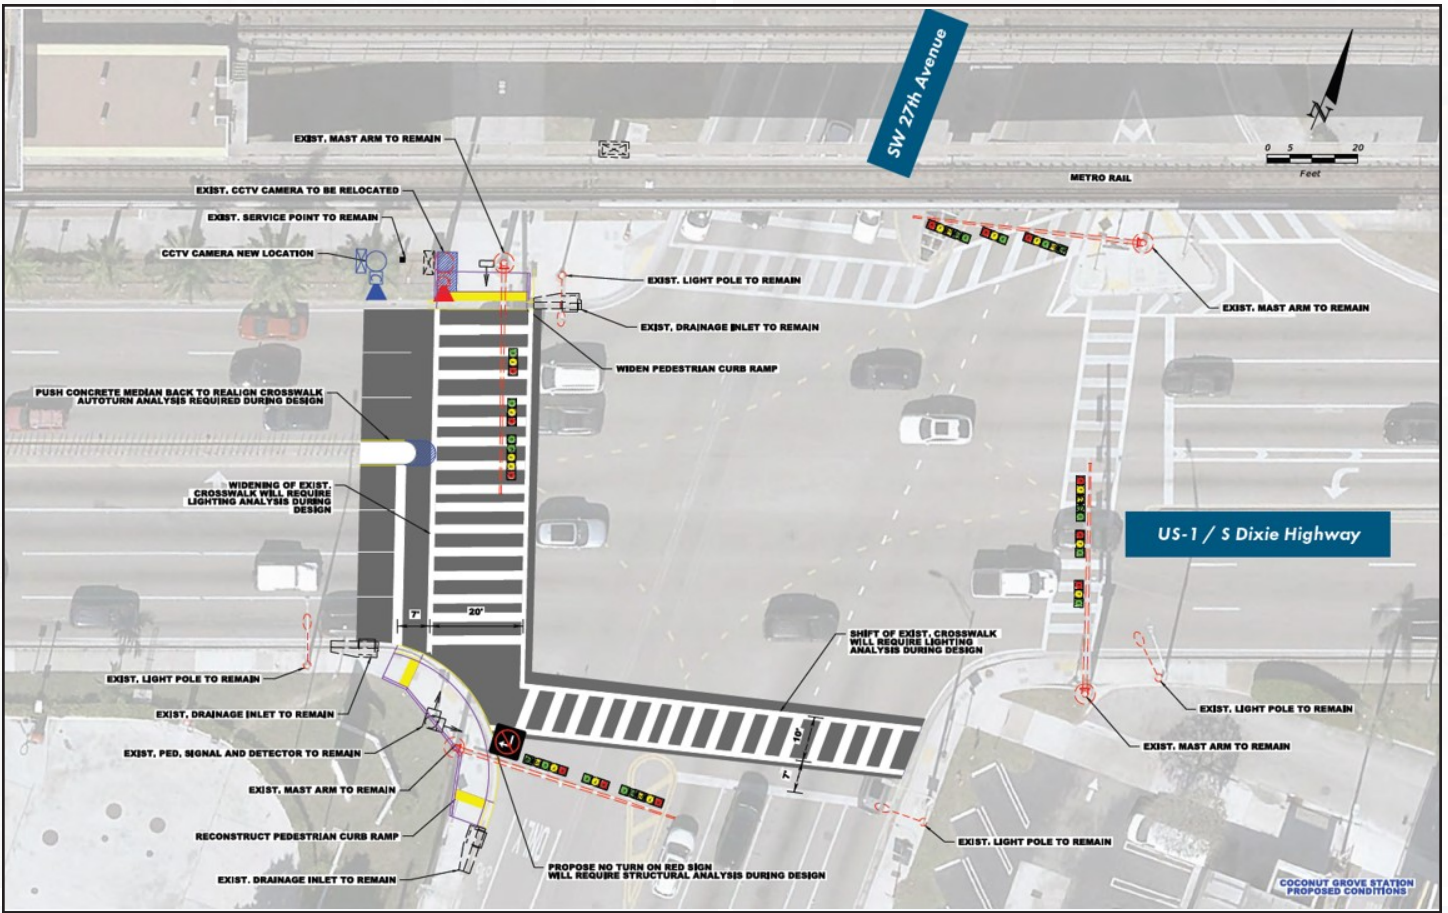 SW 27th Avenue
N
0 5 20
Feet
EXIST. MAST ARM TO REMAIN
METRO RAIL
EXIST. CCTV CAMERA TO BE RELOCATED
EXIST. SERVICE POINT TO REMAIN
CCTV CAMERA NEW LOCATION
EXIST. LIGHT POLE TO REMAIN
EXIST. MAST ARM TO REMAIN
EXIST. DRAINAGE INLET TO REMAIN
WIDEN PEDESTRIAN CURB RAMP
PUSH CONCRETE MEDIAN BACK TO REALIGN CROSSWALK
AUTOTURN ANALYSIS REQUIRED DURING DESIGN
WIDENING OF EXIST.
CROSSWALK WILL REQUIRE
LIGHTING ANALYSIS DURING
DESIGN
US-1 / S Dixie Highway
7' 20'
SHIFT OF EXIST. CROSSWALK
WILL REQUIRE LIGHTING
ANALYSIS DURING DESIGN
EXIST. LIGHT POLE TO REMAIN
EXIST. LIGHT POLE TO REMAIN
EXIST. DRAINAGE INLET TO REMAIN
10'
EXIST. MAST ARM TO REMAIN
EXIST. PED. SIGNAL AND DETECTOR TO REMAIN
7'
EXIST. MAST ARM TO REMAIN
RECONSTRUCT PEDESTRIAN CURB RAMP
ONLY
EXIST. LIGHT POLE TO REMAIN
PROPOSE NO TURN ON RED SIGN
WILL REQUIRE STRUCTURAL ANALYSIS DURING DESIGN
EXIST. DRAINAGE INLET TO REMAIN
COCONUT GROVE STATION
PROPOSED CONDITIONS